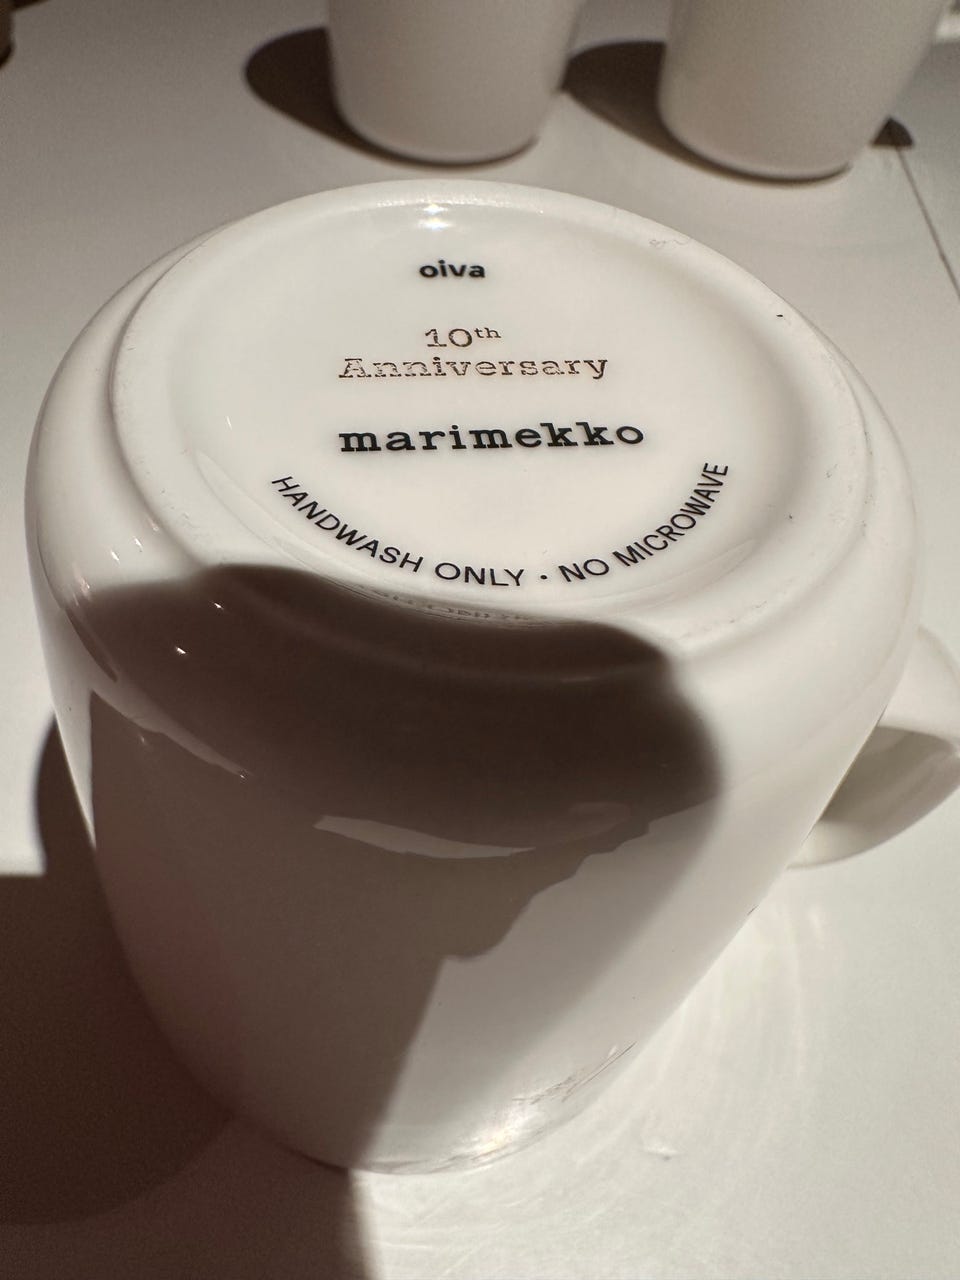 oiva
10th
Anniversary
marimekko
HANDWASH ONLY · NO MICROWAVE